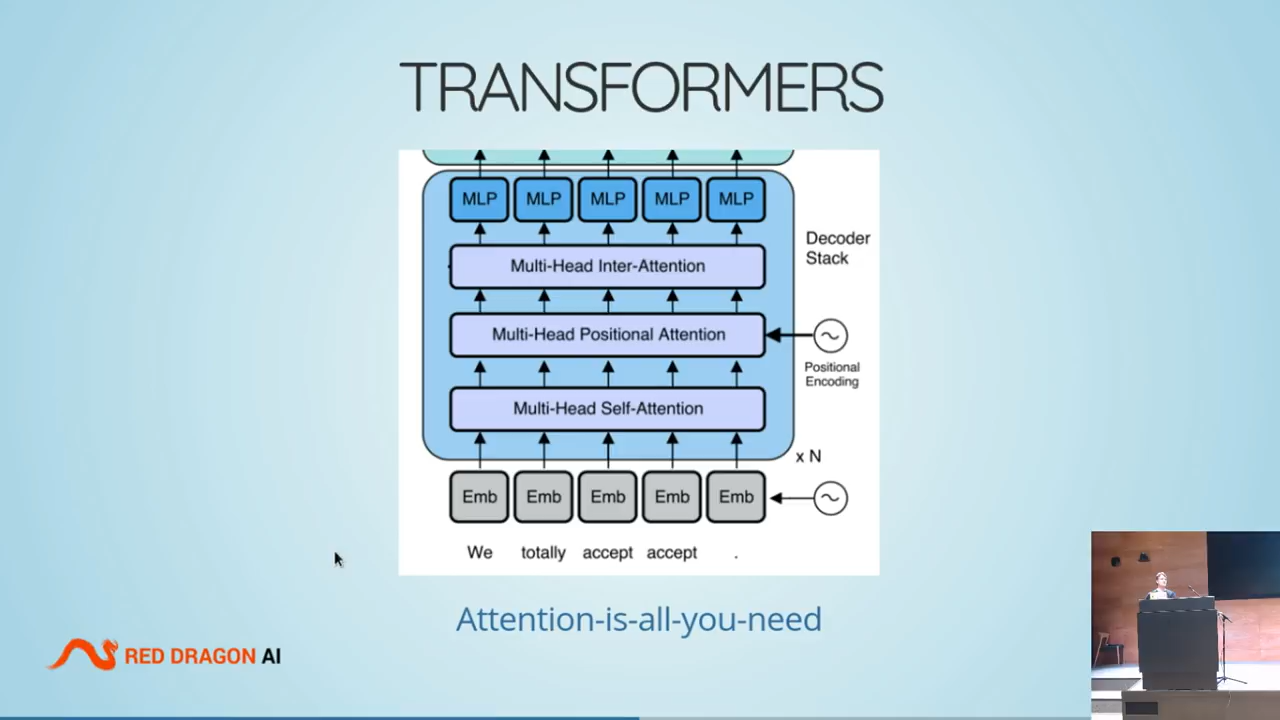 TRANSFORMERS
MLP MLP MLP MLP MLP
Multi-Head Inter-Attention
Decoder
Stack
Multi-Head Positional Attention
Positional
Encoding
Multi-Head Self-Attention
x N
Emb Emb Emb Emb Emb
We totally accept accept .
Attention-is-all-you-need
RED DRAGON AI